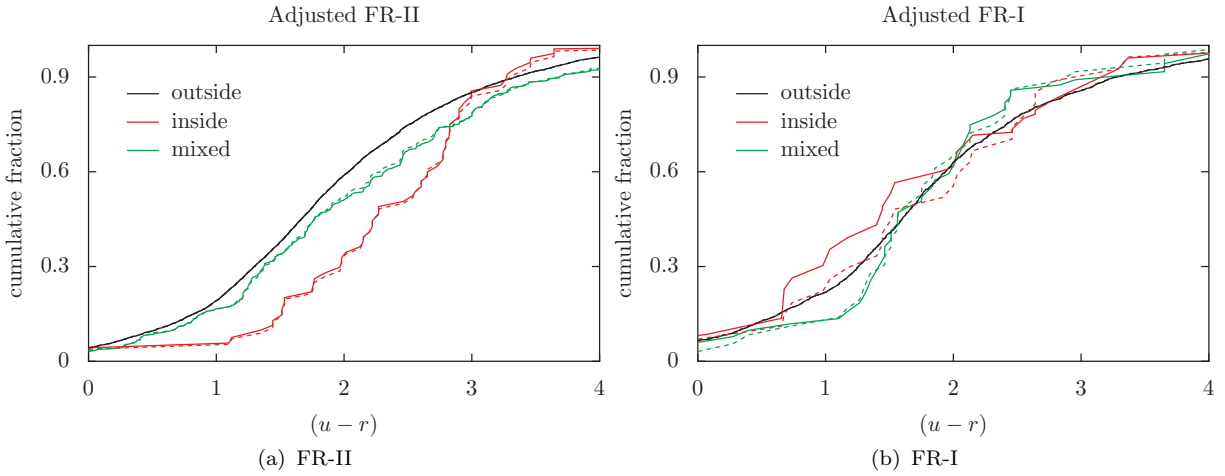 Adjusted FR-II
0.9
0.6
0.3
0
cumulative fraction
outside
inside
mixed
0 1 2 3 4
(u − r)
(a) FR-II
Adjusted FR-I
0.9
0.6
0.3
0
cumulative fraction
outside
inside
mixed
0 1 2 3 4
(u − r)
(b) FR-I